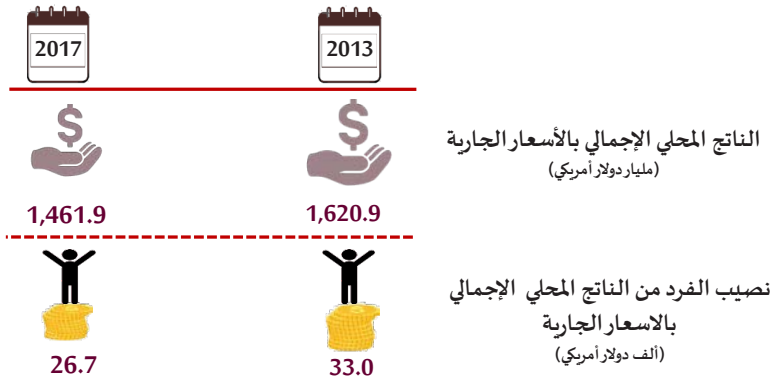 2013
2017
الناتج المحلي الإجمالي بالأسعار الجارية
(مليار دولار أمريكي)
1,620.9
1,461.9
نصيب الفرد من الناتج المحلي الإجمالي
بالاسعار الجارية
(ألف دولار أمريكي)
33.0
26.7